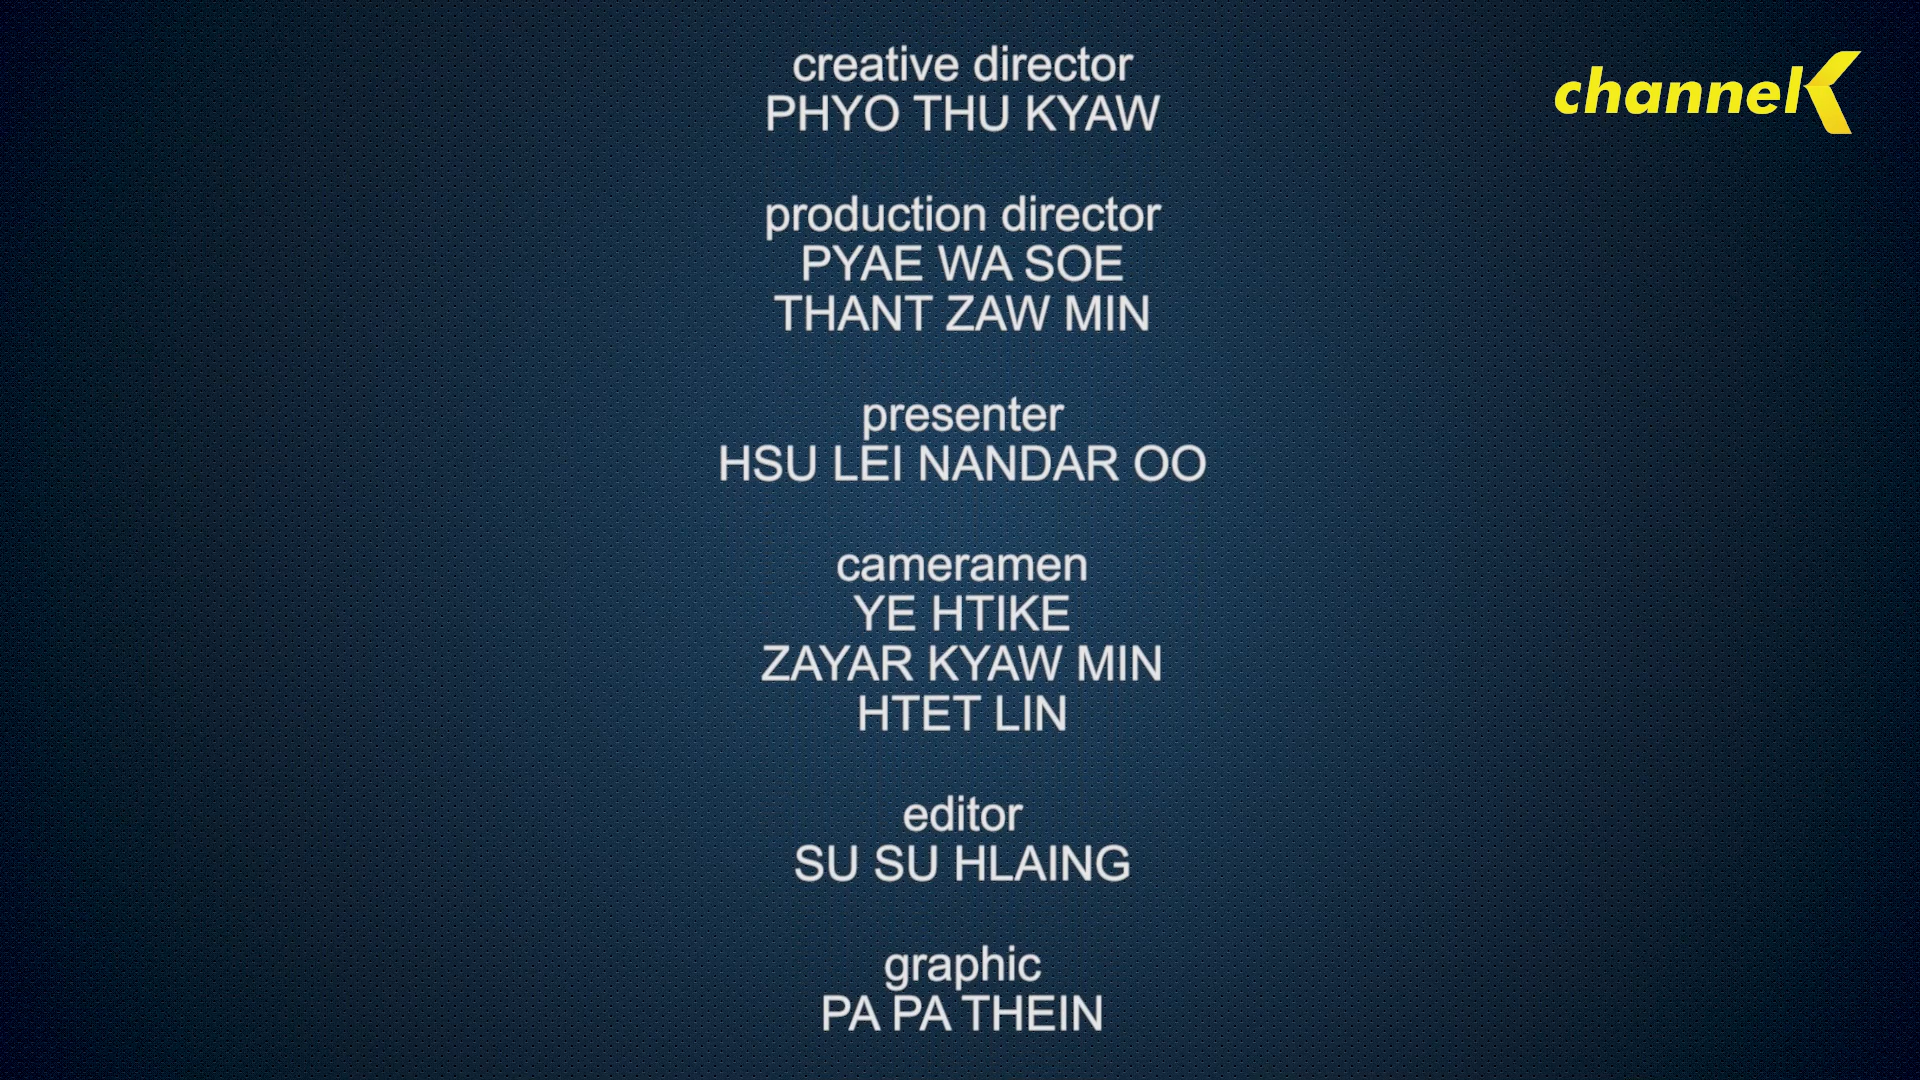 creative director
PHYO THU KYAW
channelK
production director
PYAE WA SOE
THANT ZAW MIN
presenter
HSU LEI NANDAR OO
cameramen
YE HTIKE
ZAYAR KYAW MIN
HTET LIN
editor
SU SU HLAING
graphic
PA PA THEIN